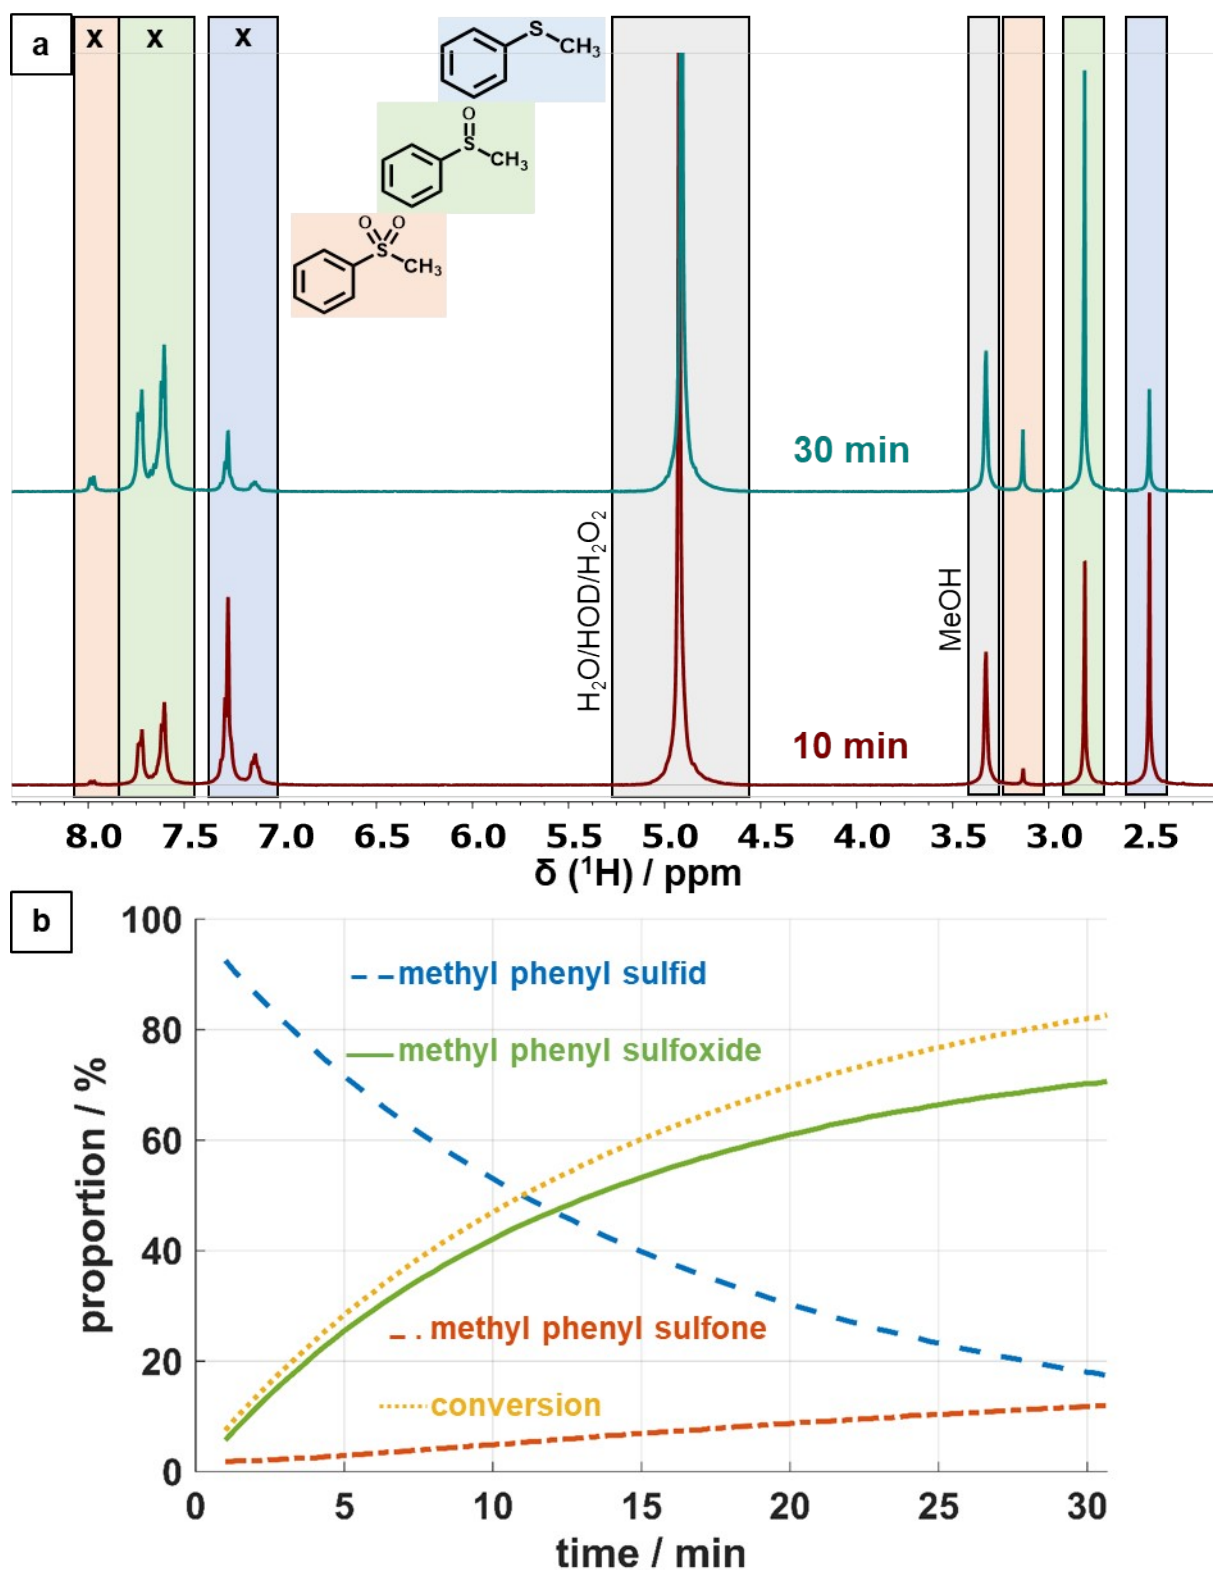 a
x x x
S
CH3
O
S
CH3
O O
S
CH3
30 min
H2O/HOD/H2O2
MeOH
10 min
8.0 7.5 7.0 6.5 6.0 5.5 5.0 4.5 4.0 3.5 3.0 2.5
δ (¹H) / ppm
b
100
80
60
40
20
0
proportion / %
methyl phenyl sulfid
methyl phenyl sulfoxide
methyl phenyl sulfone
conversion
0 5 10 15 20 25 30
time / min